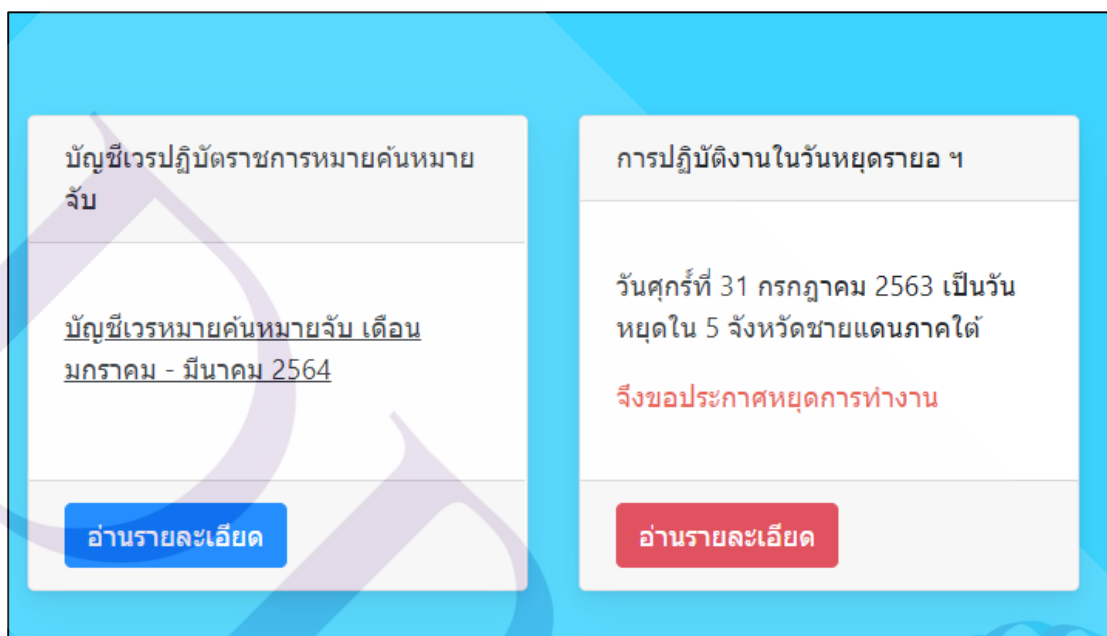 บัญชีเวรปฏิบัตราชการหมายค้นหมาย
จับ
บัญชีเวรหมายค้นหมายจับ เดือน
มกราคม - มีนาคม 2564
อ่านรายละเอียด
การปฏิบัติงานในวันหยุดรายอ ฯ
วันศุกร์ที่ 31 กรกฎาคม 2563 เป็นวัน
หยุดใน 5 จังหวัดชายแดนภาคใต้
จึงขอประกาศหยุดการทำงาน
อ่านรายละเอียด